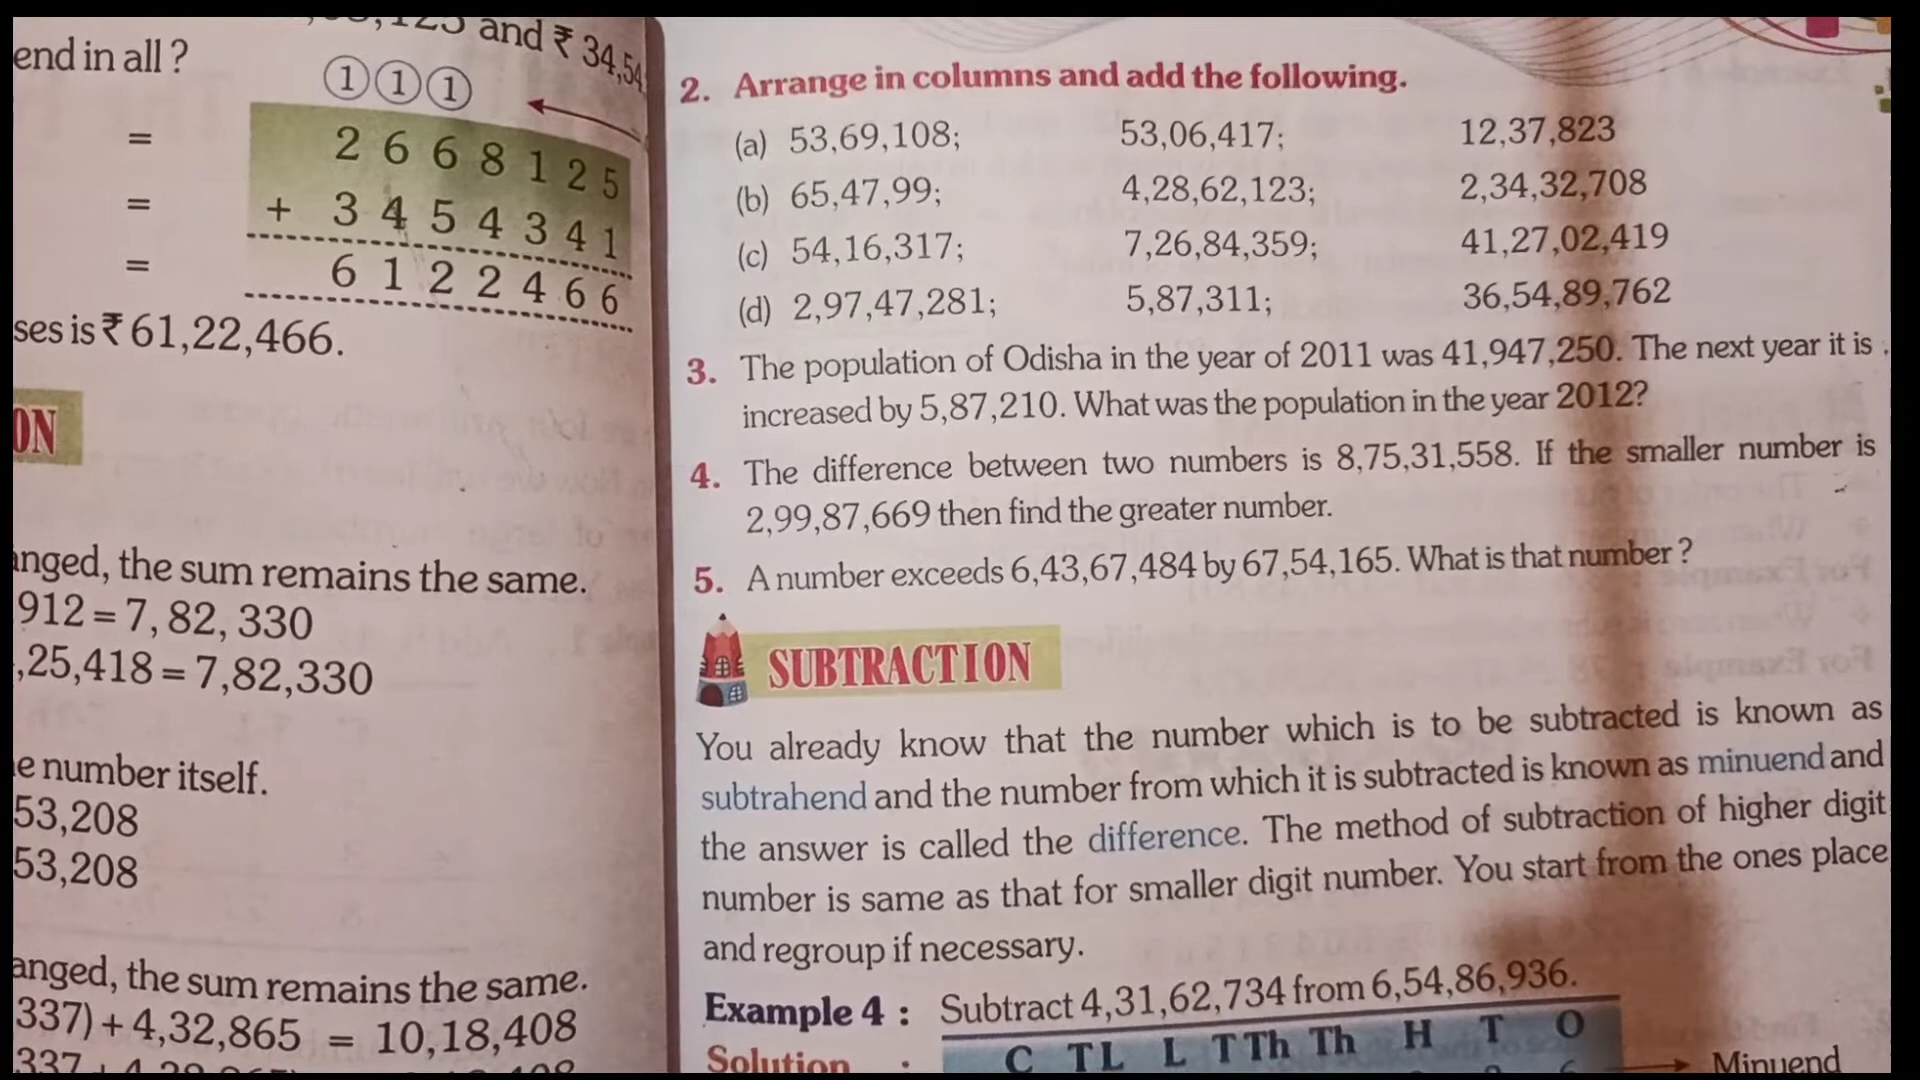 and ₹ 34,54
end in all ?
1 1 1
=
2 6 6 8 1 2 5
=
+ 3 4 5 4 3 4 1
=
6 1 2 2 4 6 6
ses is ₹ 61,22,466.
ON
anged, the sum remains the same.
912 = 7, 82, 330
,25,418 = 7,82,330
e number itself.
53,208
53,208
anged, the sum remains the same.
337) + 4,32,865 = 10,18,408
2. Arrange in columns and add the following.
(a) 53,69,108; 53,06,417; 12,37,823
(b) 65,47,99; 4,28,62,123; 2,34,32,708
(c) 54,16,317; 7,26,84,359; 41,27,02,419
(d) 2,97,47,281; 5,87,311; 36,54,89,762
3. The population of Odisha in the year of 2011 was 41,947,250. The next year it is
increased by 5,87,210. What was the population in the year 2012?
4. The difference between two numbers is 8,75,31,558. If the smaller number is
2,99,87,669 then find the greater number.
5. A number exceeds 6,43,67,484 by 67,54,165. What is that number ?
SUBTRACTION
You already know that the number which is to be subtracted is known as
subtrahend and the number from which it is subtracted is known as minuend and
the answer is called the difference. The method of subtraction of higher digit
number is same as that for smaller digit number. You start from the ones place
and regroup if necessary.
Example 4 : Subtract 4,31,62,734 from 6,54,86,936.
Solution :
C TL L T Th Th H T O
Minuend